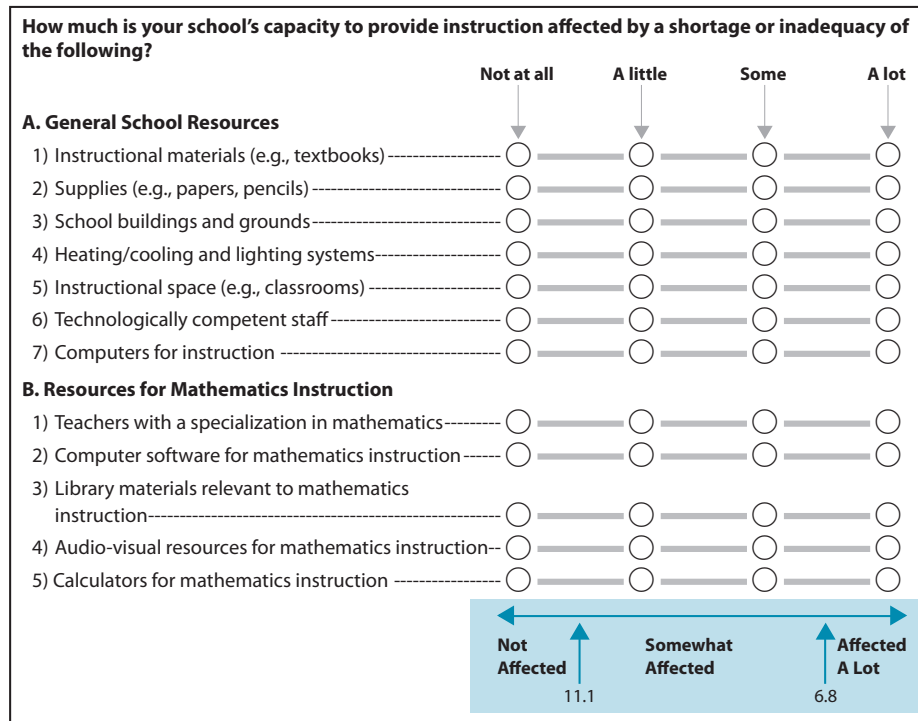 How much is your school’s capacity to provide instruction affected by a shortage or inadequacy of
the following?
Not at all A little Some A lot
A. General School Resources
1) Instructional materials (e.g., textbooks)
2) Supplies (e.g., papers, pencils)
3) School buildings and grounds
4) Heating/cooling and lighting systems
5) Instructional space (e.g., classrooms)
6) Technologically competent staff
7) Computers for instruction
B. Resources for Mathematics Instruction
1) Teachers with a specialization in mathematics
2) Computer software for mathematics instruction
3) Library materials relevant to mathematics
instruction
4) Audio-visual resources for mathematics instruction
5) Calculators for mathematics instruction
Not Somewhat Affected
Affected Affected A Lot
11.1 6.8